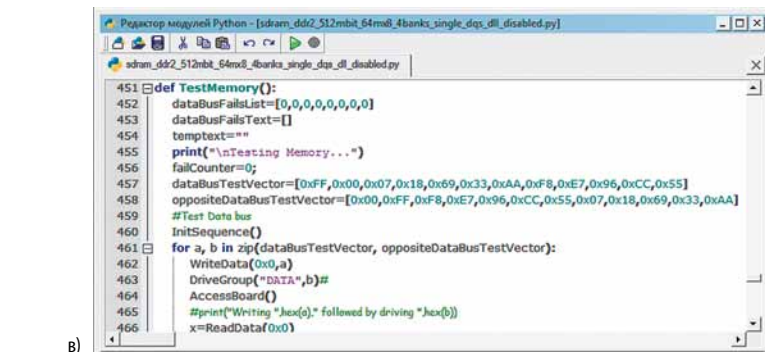 Редактор модулей Python - [sdram_ddr2_512mbit_64mx8_4banks_single_dqs_dll_disabled.py]
sdram_ddr2_512mbit_64mx8_4banks_single_dqs_dll_disabled.py
451 def TestMemory():
452 dataBusFailsList=[0,0,0,0,0,0,0,0]
453 dataBusFailsText=[]
454 temptext=""
455 print("\nTesting Memory...")
456 failCounter=0;
457 dataBusTestVector=[0xFF,0x00,0x07,0x18,0x69,0x33,0xAA,0xF8,0xE7,0x96,0xCC,0x55]
458 oppositeDataBusTestVector=[0x00,0xFF,0xF8,0xE7,0x96,0xCC,0x55,0x07,0x18,0x69,0x33,0xAA]
459 #Test Data bus
460 InitSequence()
461 for a, b in zip(dataBusTestVector, oppositeDataBusTestVector):
462 WriteData(0x0,a)
463 DriveGroup("DATA",b)#
464 AccessBoard()
465 #print("Writing ",hex(a)," followed by driving ",hex(b))
466 x=ReadData(0x0)
в)